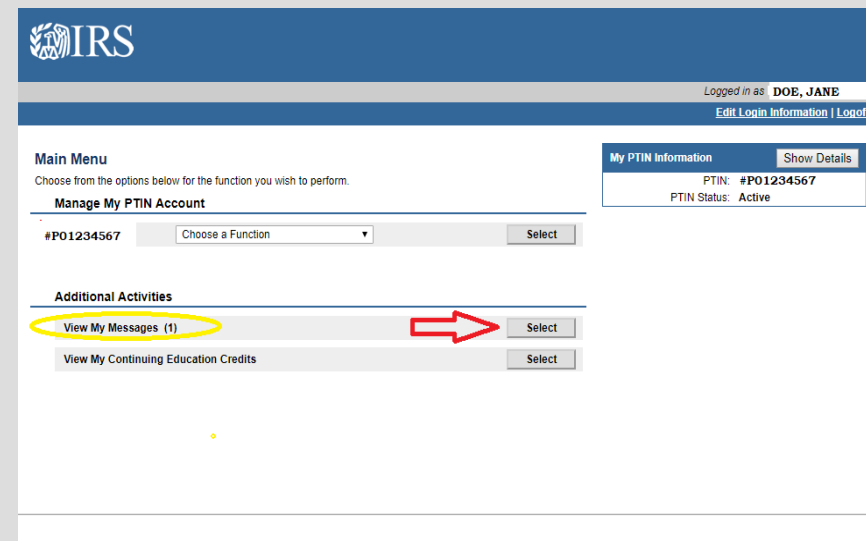 IRS
Logged in as DOE, JANE
Edit Login Information | Logof
Main Menu
Choose from the options below for the function you wish to perform.
Manage My PTIN Account
#P01234567 Choose a Function Select
Additional Activities
View My Messages (1) Select
View My Continuing Education Credits Select
My PTIN Information Show Details
PTIN: #P01234567
PTIN Status: Active